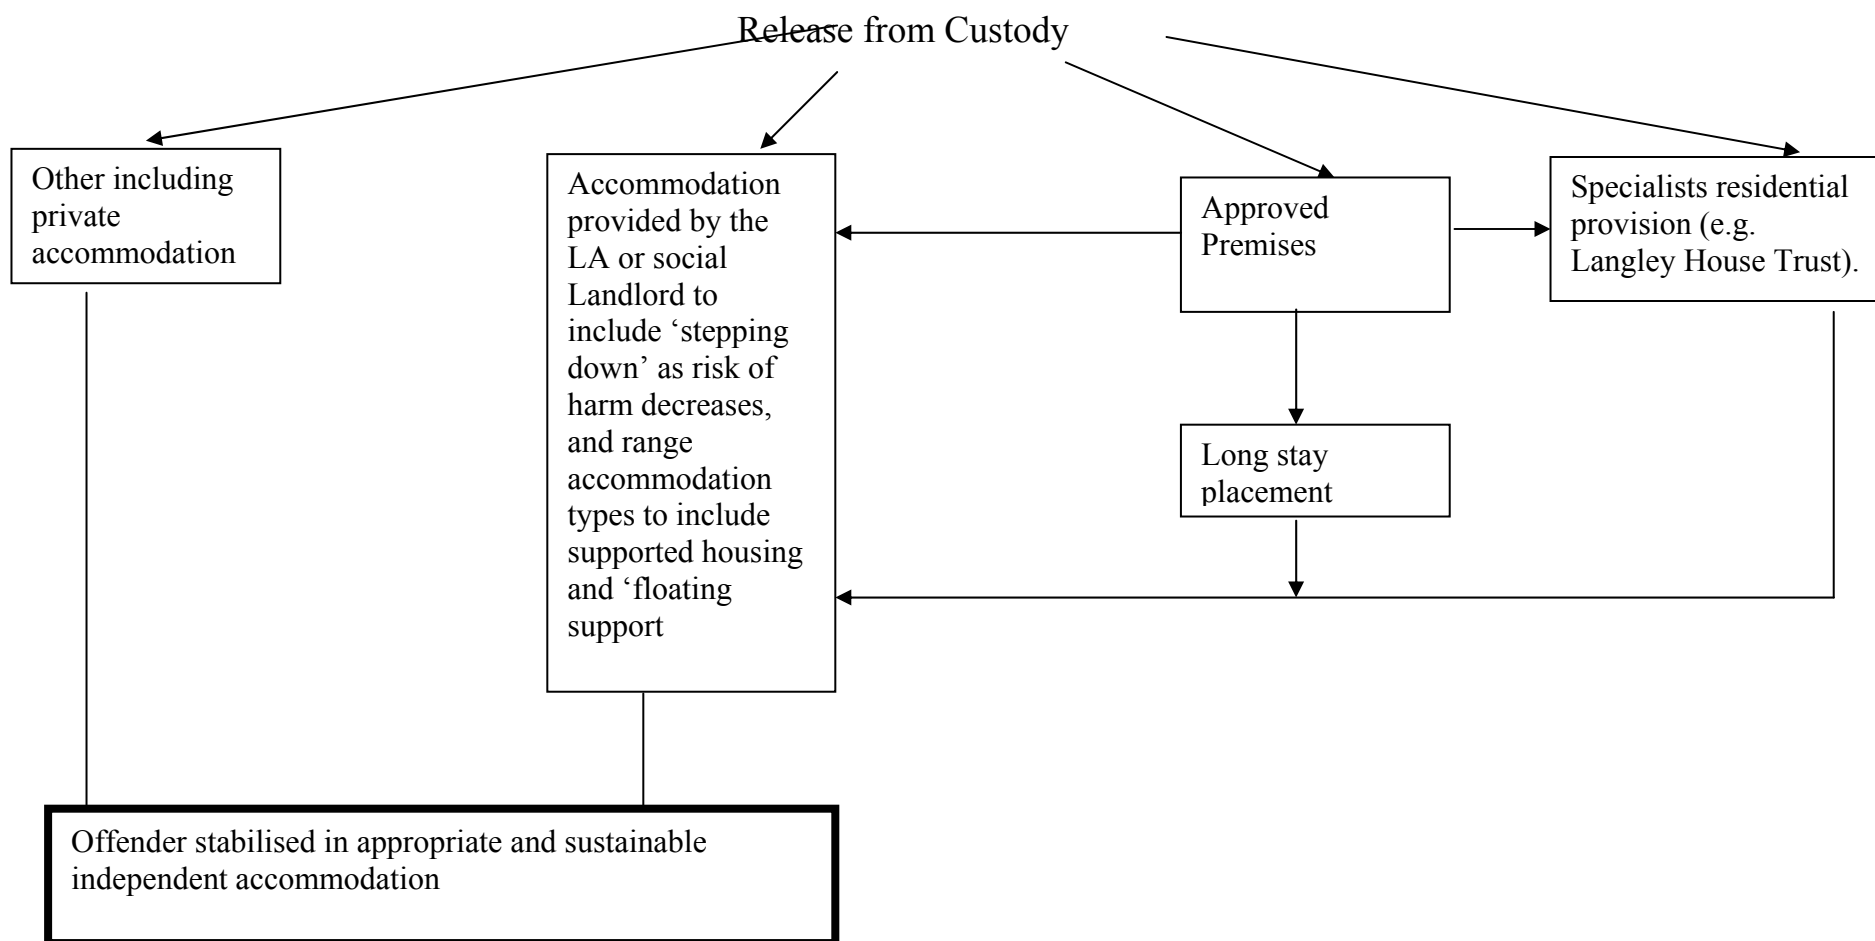 Release from Custody
Other including
private
accommodation
Accommodation
provided by the
LA or social
Landlord to
include ‘stepping
down’ as risk of
harm decreases,
and range
accommodation
types to include
supported housing
and ‘floating
support
Approved
Premises
Specialists residential
provision (e.g.
Langley House Trust).
Long stay
placement
Offender stabilised in appropriate and sustainable
independent accommodation